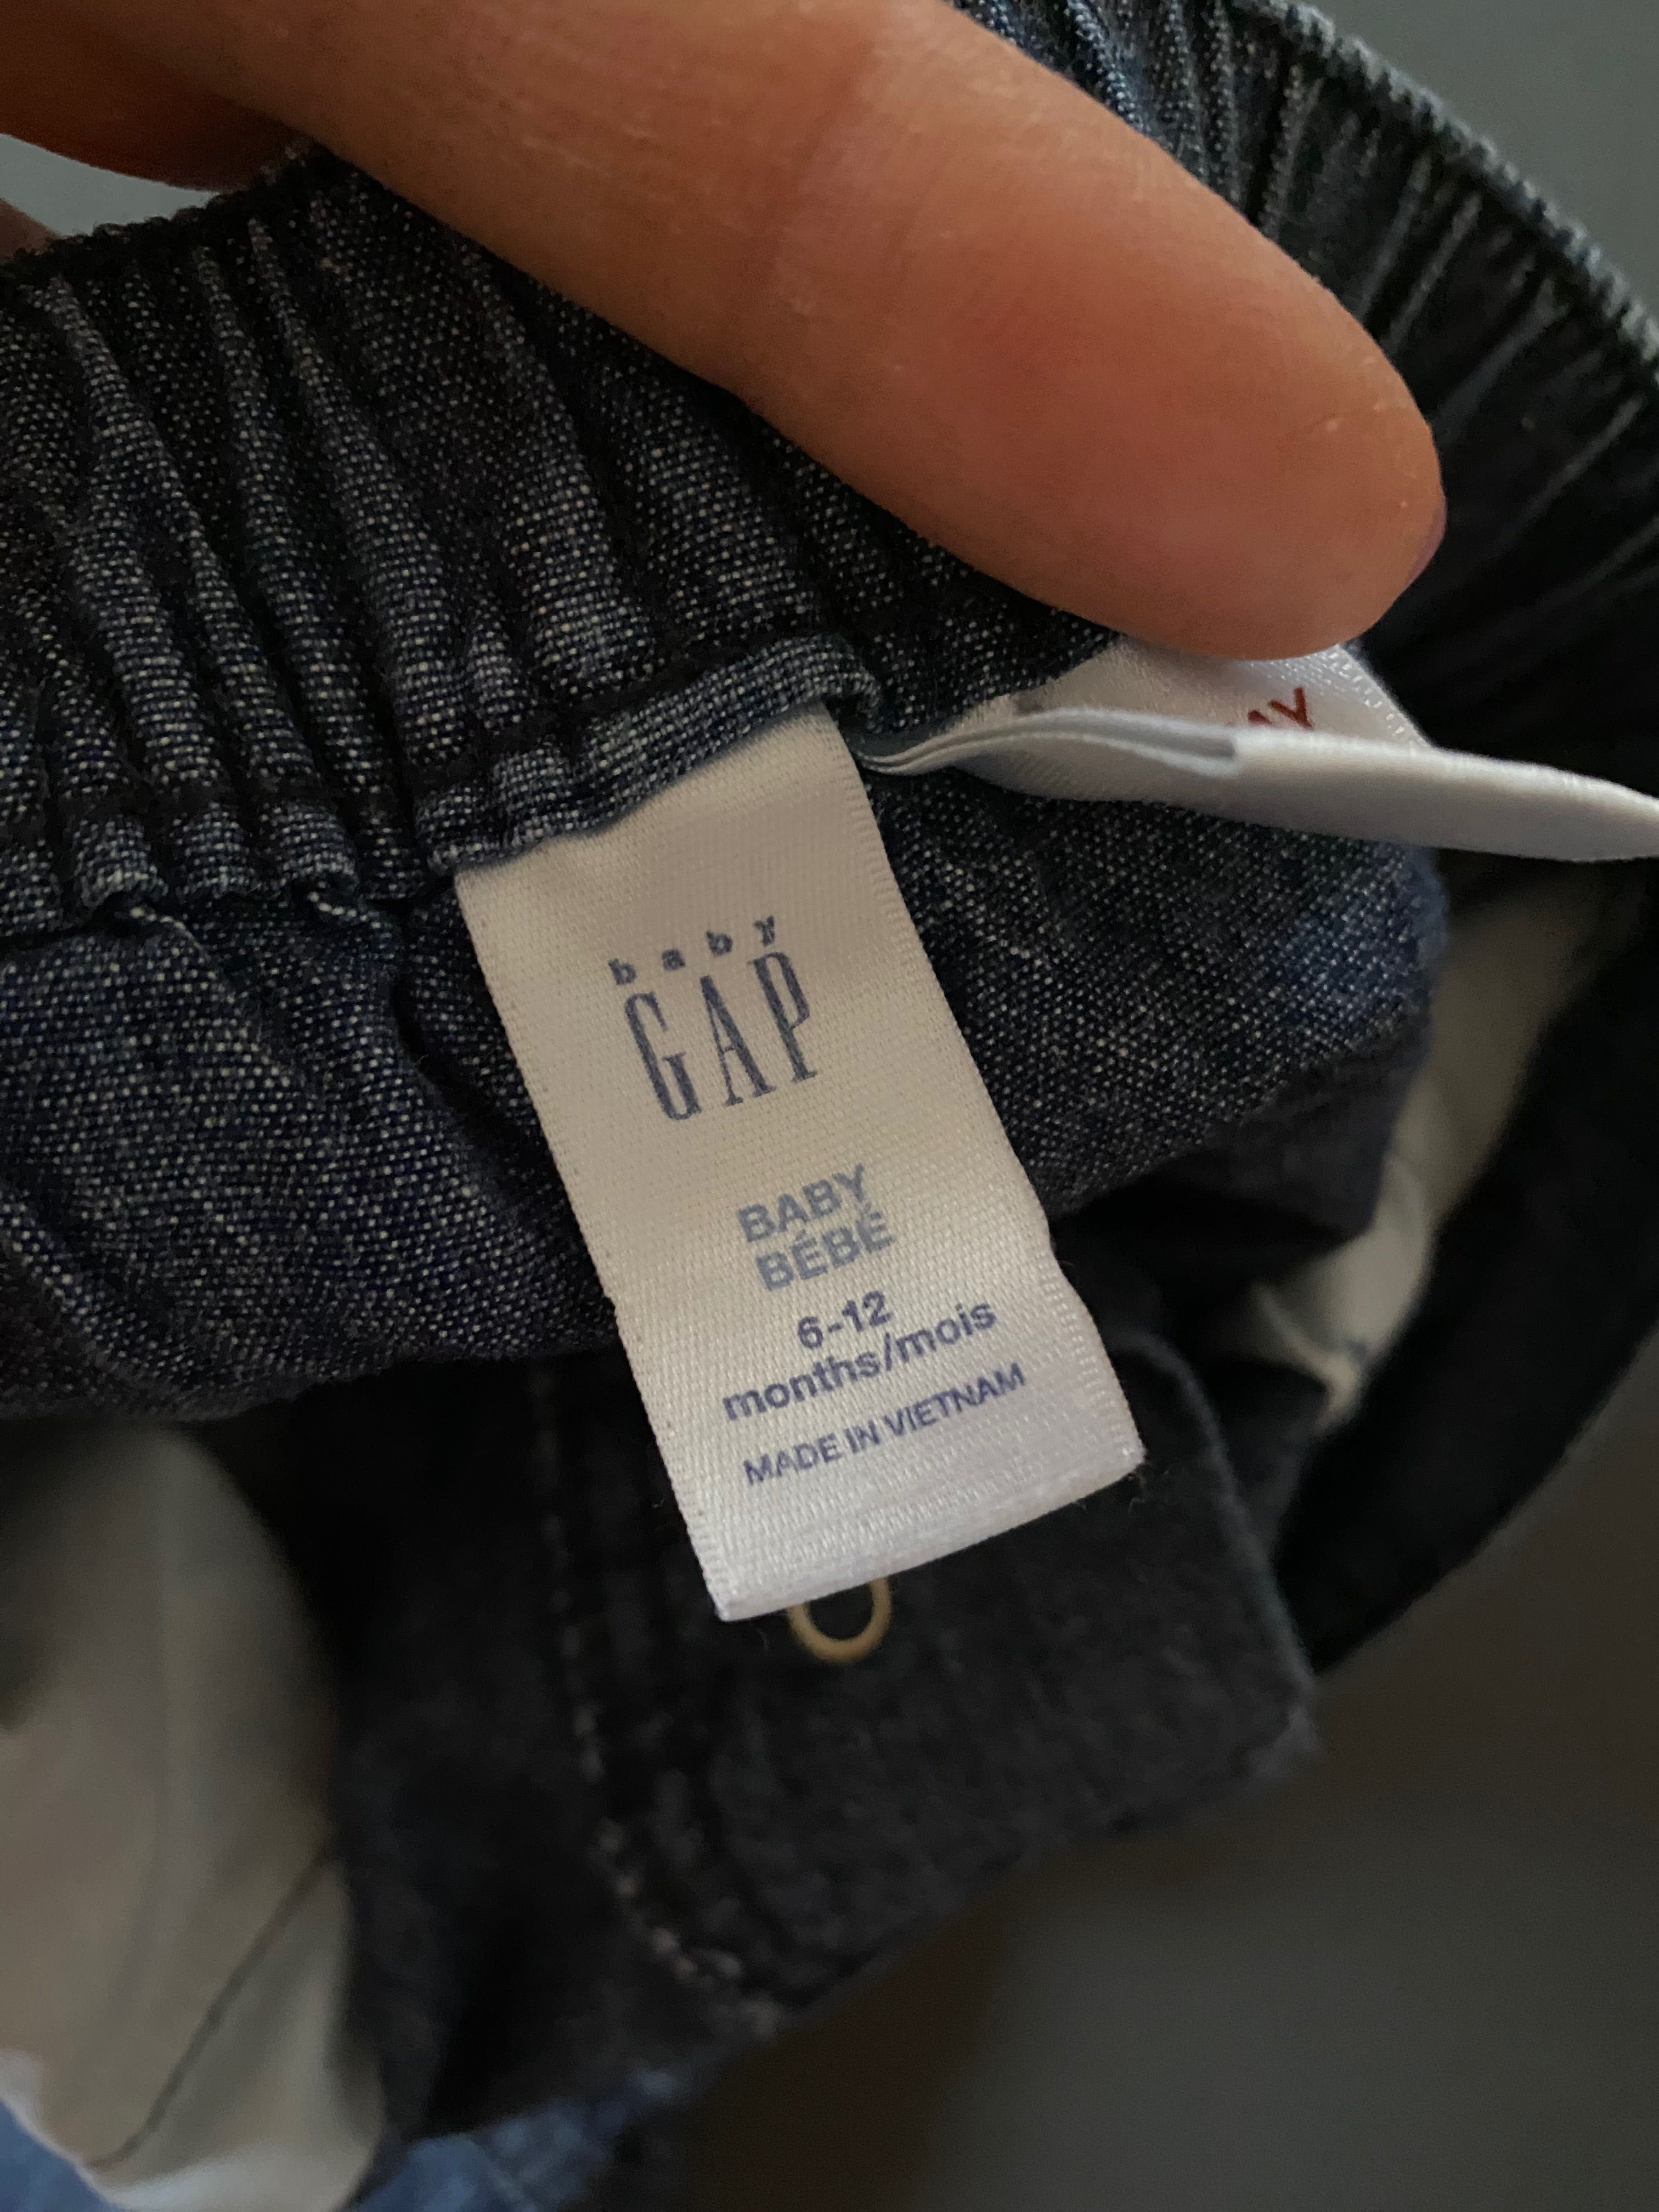 baby
GAP
BABY
BÉBÉ
6-12
months/mois
MADE IN VIETNAM